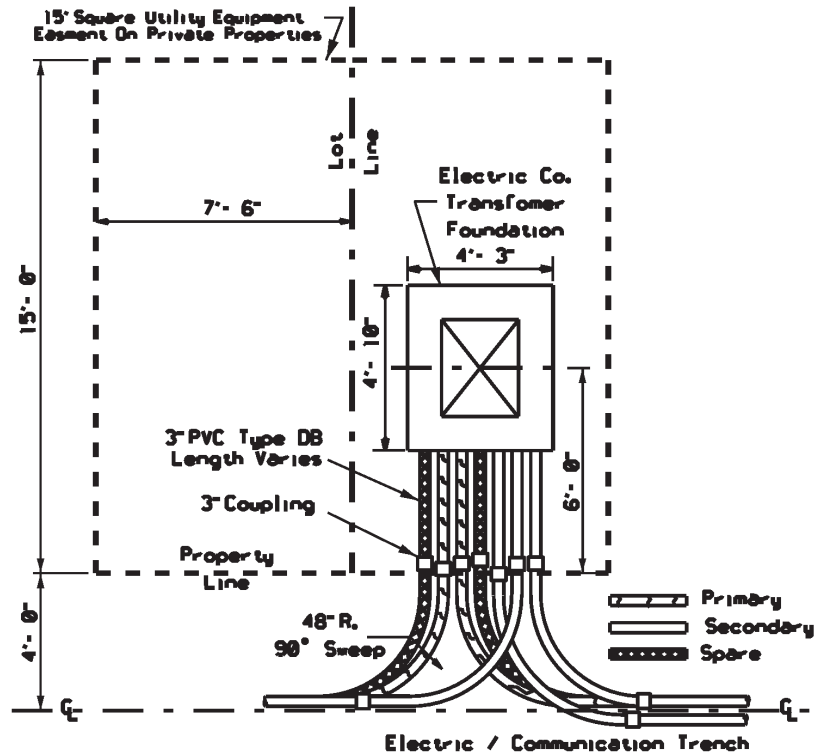 15' Square Utility Equipment
Easment On Private Properties
Lot
Line
7'- 6"
Electric Co.
Transfomer
Foundation
4'- 3"
15'- 0"
4'- 10"
3" PVC Type DB
Length Varies
3" Coupling
6'- 0"
Property
Line
4'- 0"
48" R.
90° Sweep
Primary
Secondary
Spare
CL
CL
Electric / Communication Trench